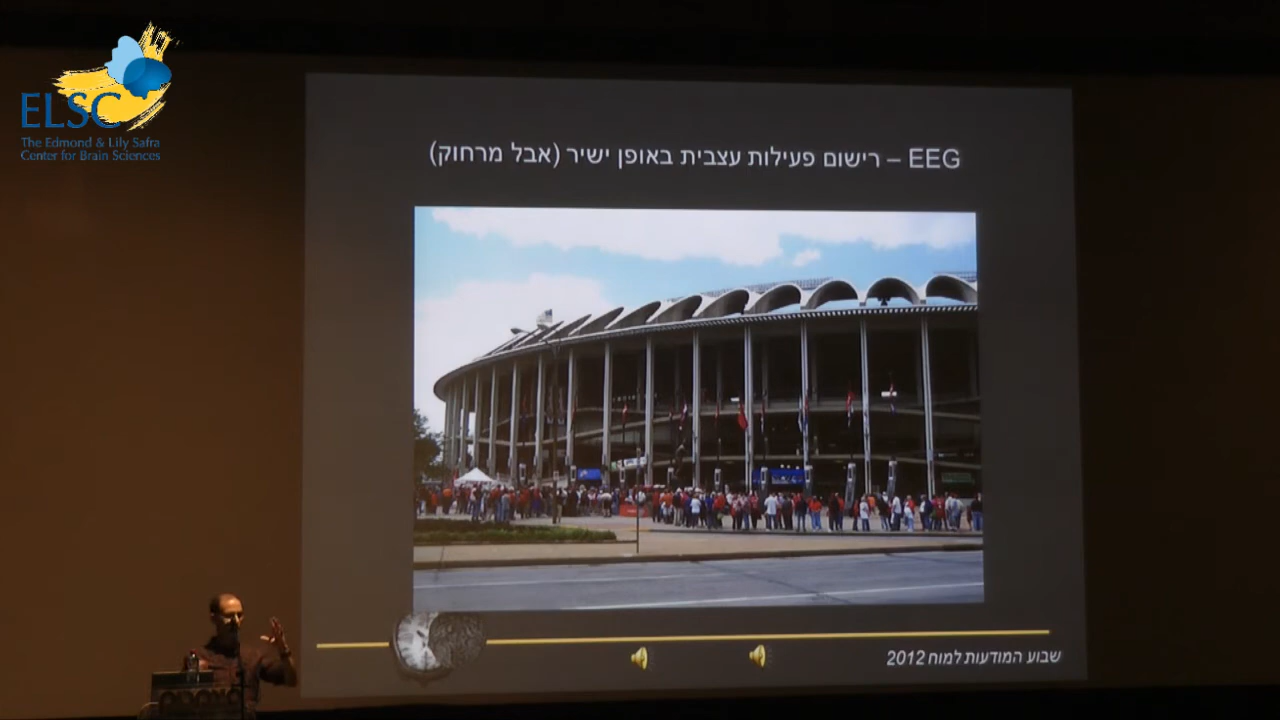 ELSC
The Edmond & Lily Safra
Center for Brain Sciences
EEG – רישום פעילות עצבית באופן ישיר (אבל מרחוק)
שבוע המודעות למוח 2012